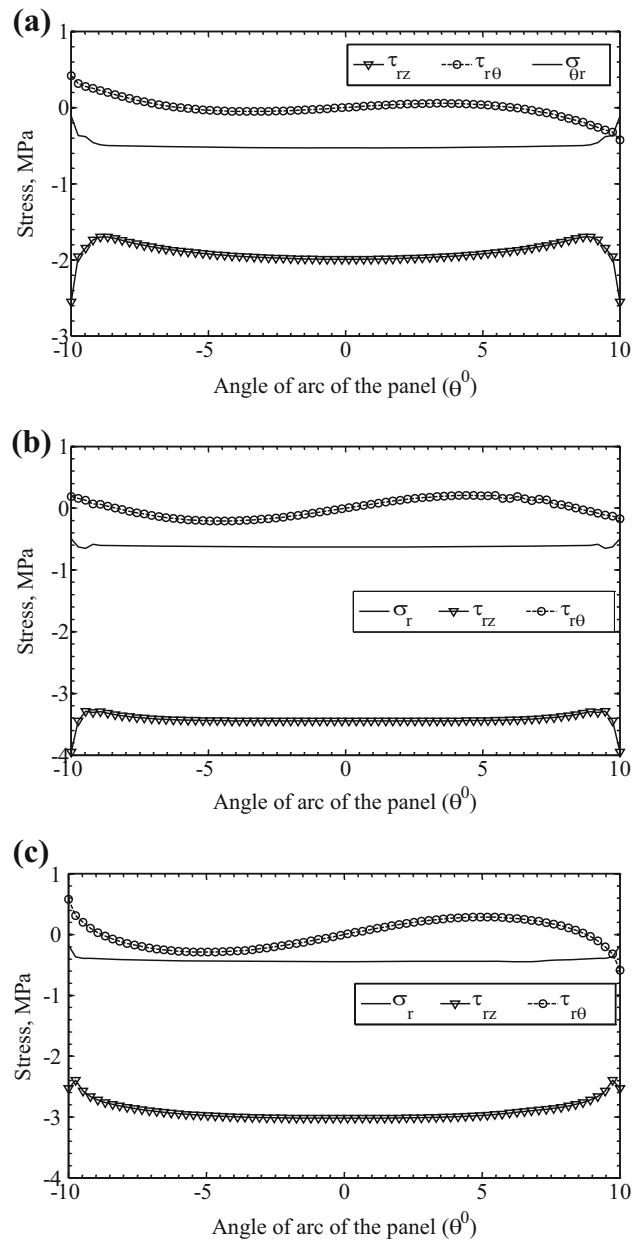 (a)
1
0
-1
-2
-3
Stress, MPa
τrz τrθ σθr
-10 -5 0 5 10
Angle of arc of the panel (θ⁰)
(b)
1
0
-1
-2
-3
-4
Stress, MPa
σr τrz τrθ
-10 -5 0 5 10
Angle of arc of the panel (θ⁰)
(c)
1
0
-1
-2
-3
-4
Stress, MPa
σr τrz τrθ
-10 -5 0 5 10
Angle of arc of the panel (θ⁰)